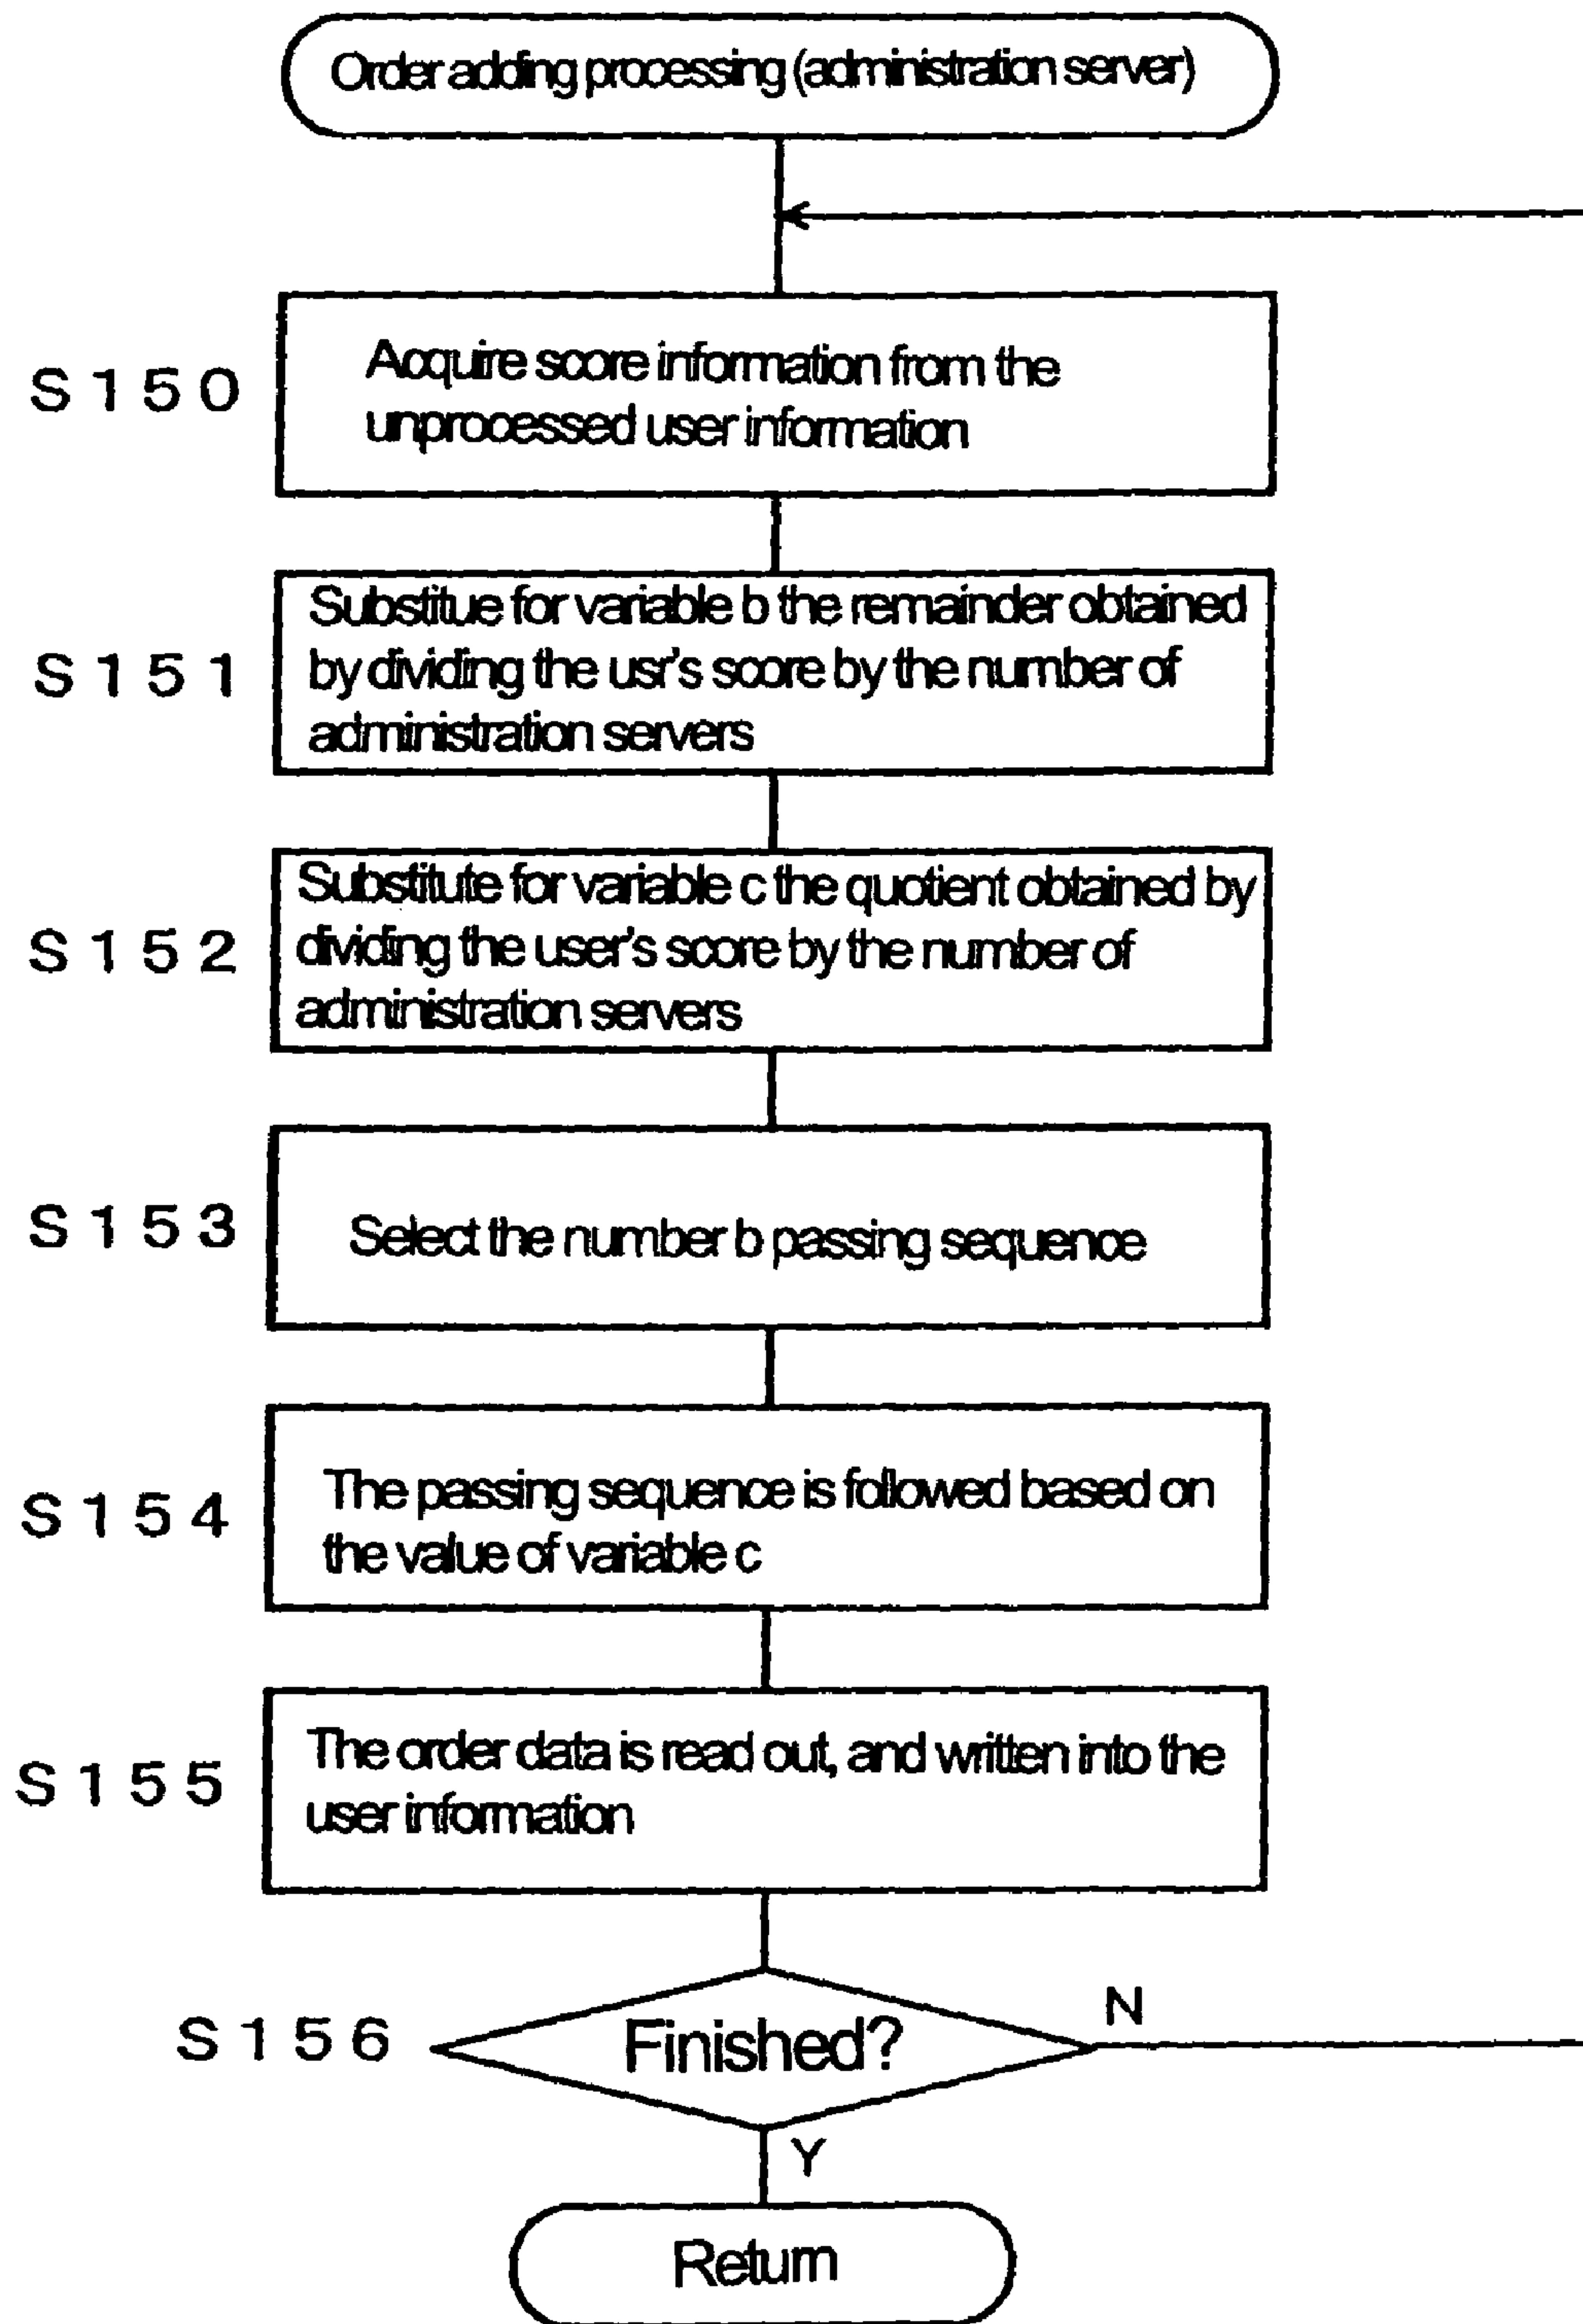 Order adding processing (administration server)
S150
Acquire score information from the
unprocessed user information
S151
Substitue for variable b the remainder obtained
by dividing the usr's score by the number of
administration servers
S152
Substitute for variable c the quotient obtained by
dividing the user's score by the number of
administration servers
S153
Select the number b passing sequence
S154
The passing sequence is followed based on
the value of variable c
S155
The order data is read out, and written into the
user information
S156
Finished?
N
Y
Return